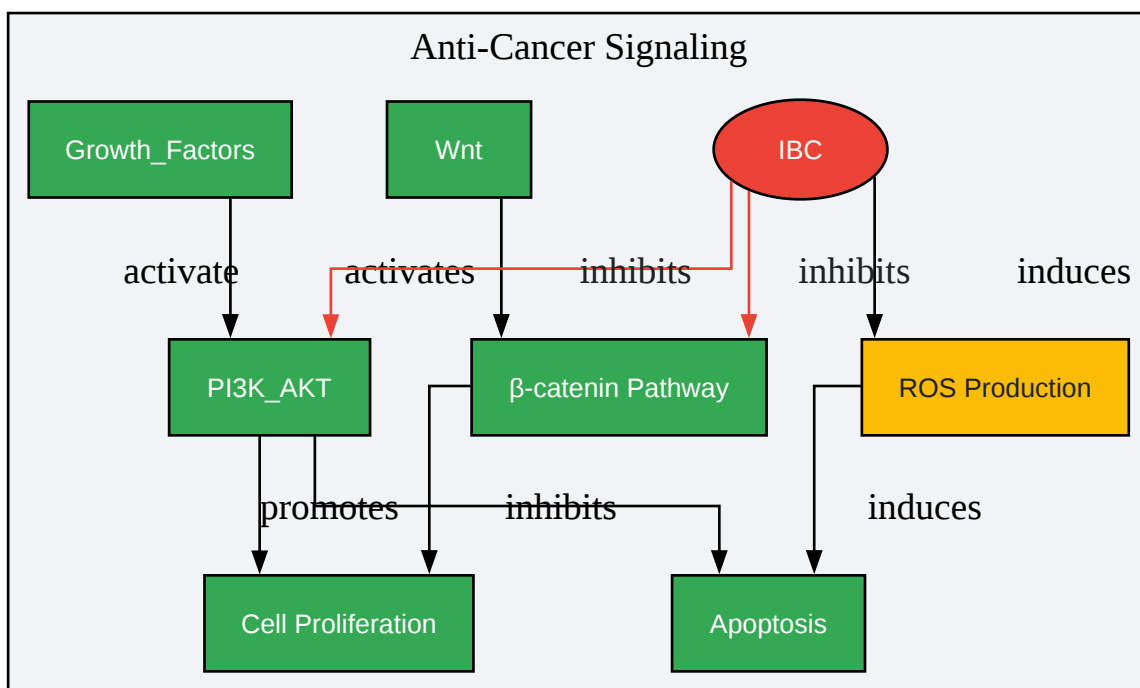 Anti-Cancer Signaling
Growth_Factors
Wnt
IBC
activate
activates
inhibits
inhibits
induces
PI3K_AKT
β-catenin Pathway
ROS Production
promotes
inhibits
induces
Cell Proliferation
Apoptosis